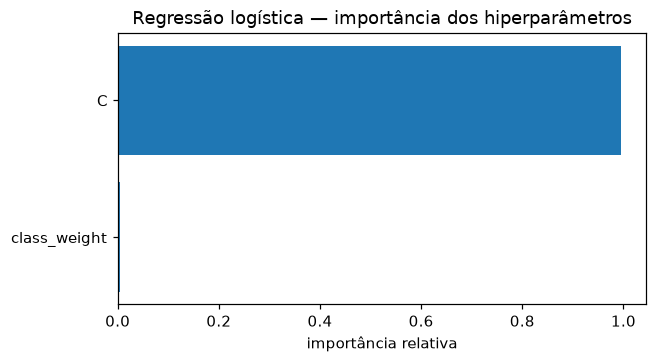 Regressão logística — importância dos hiperparâmetros
C
class_weight
0.0 0.2 0.4 0.6 0.8 1.0
importância relativa